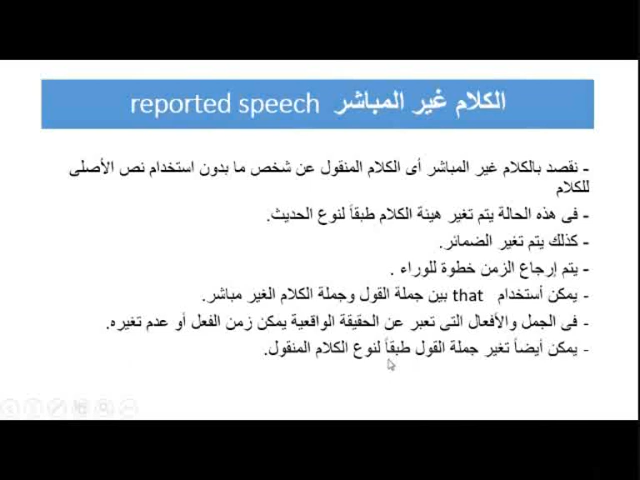 الكلام غير المباشر reported speech
- نقصد بالكلام غير المباشر أى الكلام المنقول عن شخص ما بدون استخدام نص الأصلى
للكلام
- فى هذه الحالة يتم تغير هيئة الكلام طبقاً لنوع الحديث.
- كذلك يتم تغير الضمائر.
- يتم إرجاع الزمن خطوة للوراء .
- يمكن أستخدام that بين جملة القول وجملة الكلام الغير مباشر.
- فى الجمل والأفعال التى تعبر عن الحقيقة الواقعية يمكن زمن الفعل أو عدم تغيره.
- يمكن أيضاً تغير جملة القول طبقاً لنوع الكلام المنقول.